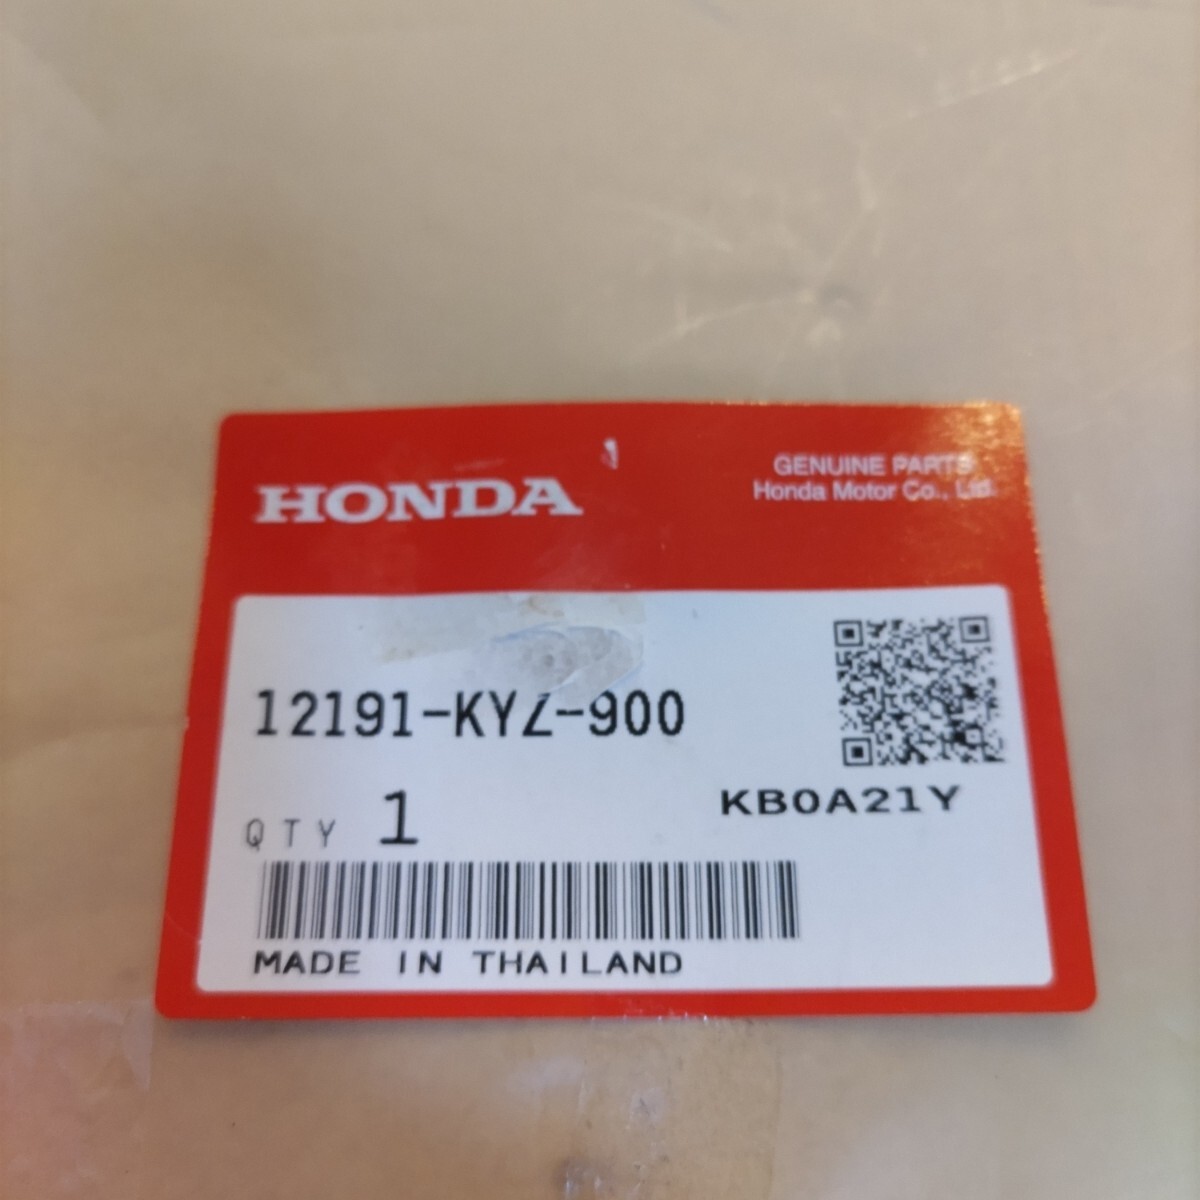 HONDA
GENUINE PARTS
Honda Motor Co., Ltd.
12191-KYZ-900
KB0A21Y
QTY 1
MADE IN THAILAND